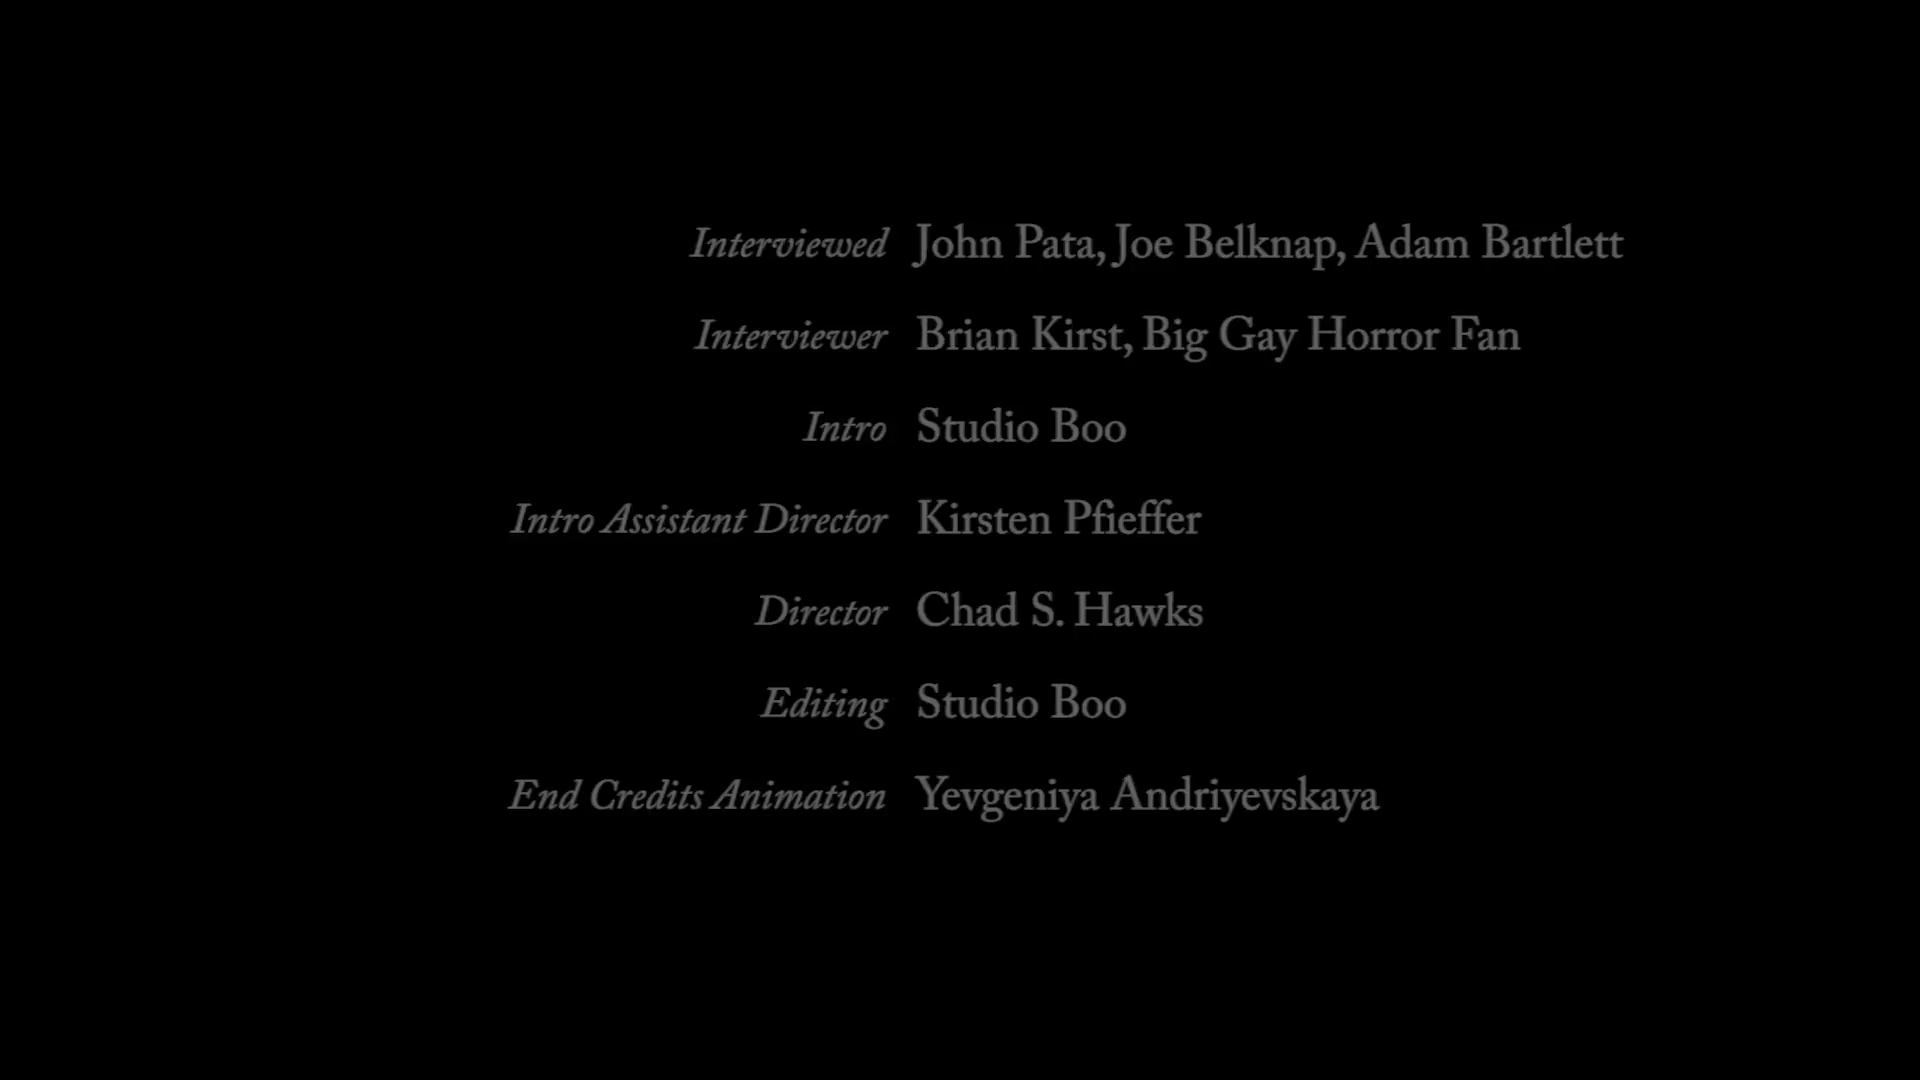 Interviewed John Pata, Joe Belknap, Adam Bartlett
Interviewer Brian Kirst, Big Gay Horror Fan
Intro Studio Boo
Intro Assistant Director Kirsten Pfieffer
Director Chad S. Hawks
Editing Studio Boo
End Credits Animation Yevgeniya Andriyevskaya